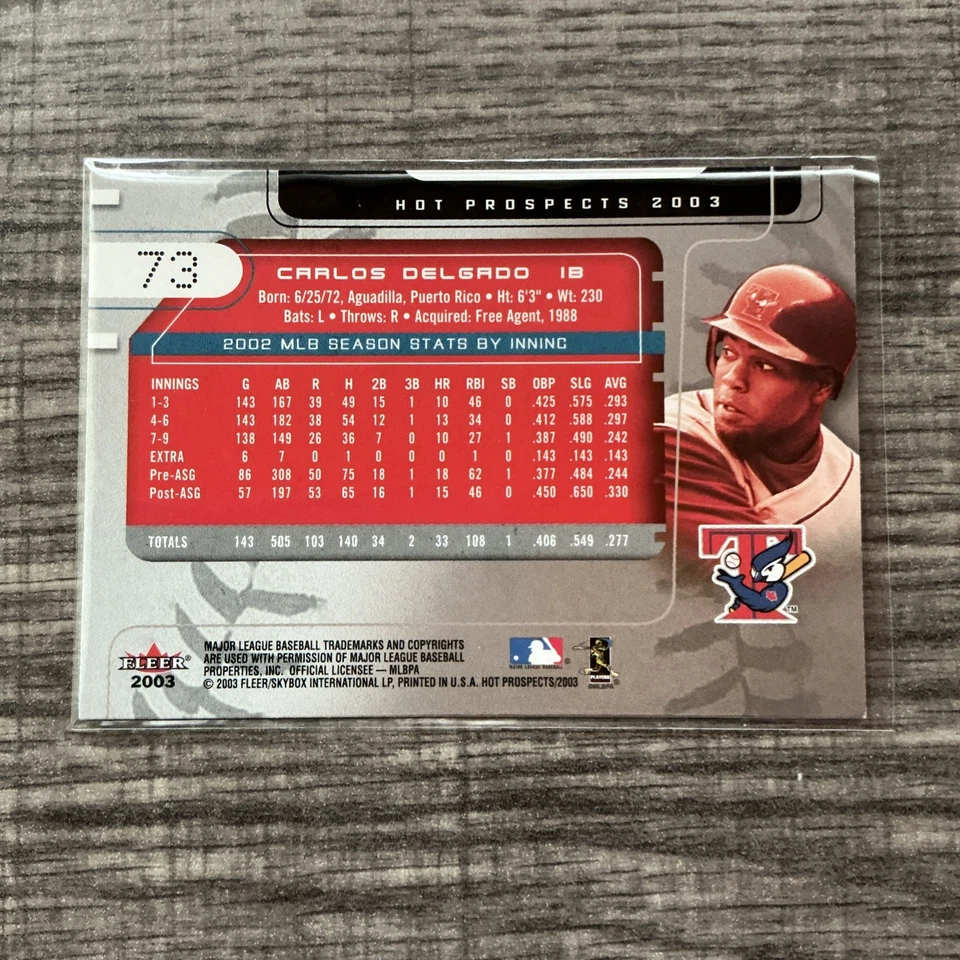 HOT PROSPECTS 2003
73
CARLOS DELGADO 1B
Born: 6/25/72, Aguadilla, Puerto Rico • Ht: 6'3" • Wt: 230
Bats: L • Throws: R • Acquired: Free Agent, 1988
2002 MLB SEASON STATS BY INNING
INNINGS G AB R H 2B 3B HR RBI SB OBP SLG AVG
1-3 143 167 39 49 15 1 10 46 0 .425 .575 .293
4-6 143 182 38 54 12 1 13 34 0 .412 .588 .297
7-9 138 149 26 36 7 0 10 27 1 .387 .490 .242
EXTRA 6 7 0 1 0 0 0 1 0 .143 .143 .143
Pre-ASG 86 308 50 75 18 1 18 62 1 .377 .484 .244
Post-ASG 57 197 53 65 16 1 15 46 0 .450 .650 .330
TOTALS 143 505 103 140 34 2 33 108 1 .406 .549 .277
T
TM
FLEER
2003
MAJOR LEAGUE BASEBALL TRADEMARKS AND COPYRIGHTS
ARE USED WITH PERMISSION OF MAJOR LEAGUE BASEBALL
PROPERTIES, INC. OFFICIAL LICENSEE — MLBPA
© 2003 FLEER/SKYBOX INTERNATIONAL LP, PRINTED IN U.S.A. HOT PROSPECTS/2003
MAJOR LEAGUE BASEBALL
PLAYERS